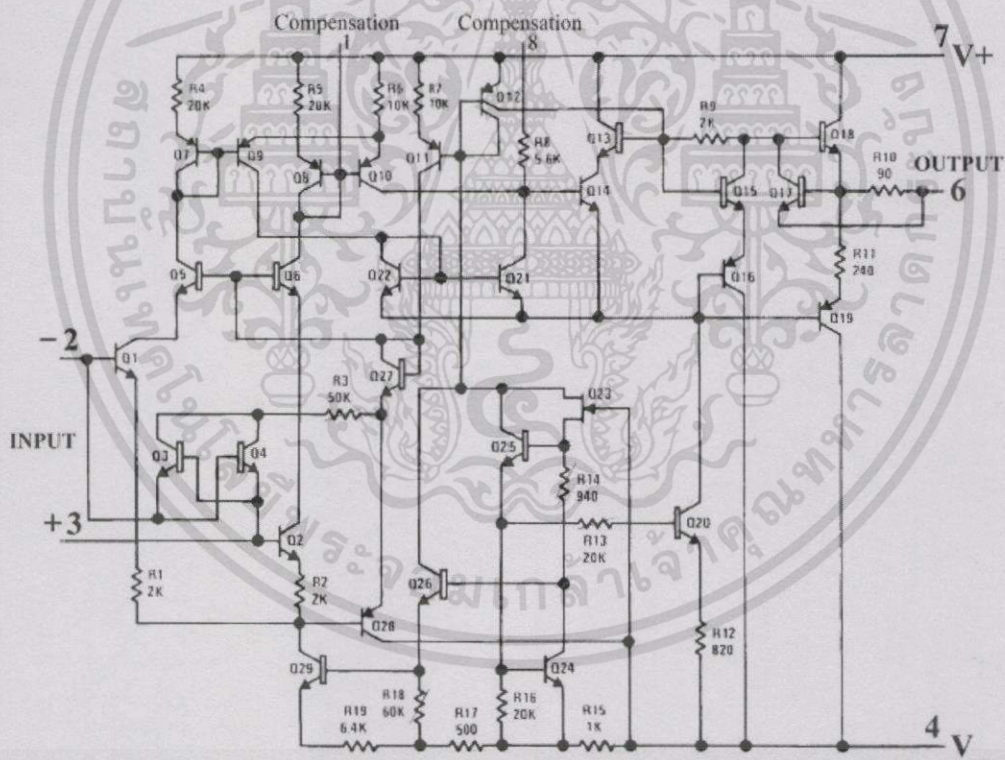 Compensation Compensation
1 8
7 V+
R4 20K
R5 20K
R6 10K
R7 10K
Q12
R8 5.6K
Q13
R9 2K
Q18
Q7
Q9
Q8
Q10
Q11
Q14
Q15
Q17
R10 90
OUTPUT 6
Q5
Q6
Q22
Q21
Q16
R11 240
Q19
−2
Q1
R3 50K
Q27
Q23
INPUT
Q3
Q4
Q25
R14 940
+3
Q2
R13 20K
Q20
R1 2K
R2 2K
Q26
Q28
R12 820
Q29
Q24
R19 6.4K
R18 60K
R17 500
R16 20K
R15 1K
4 V